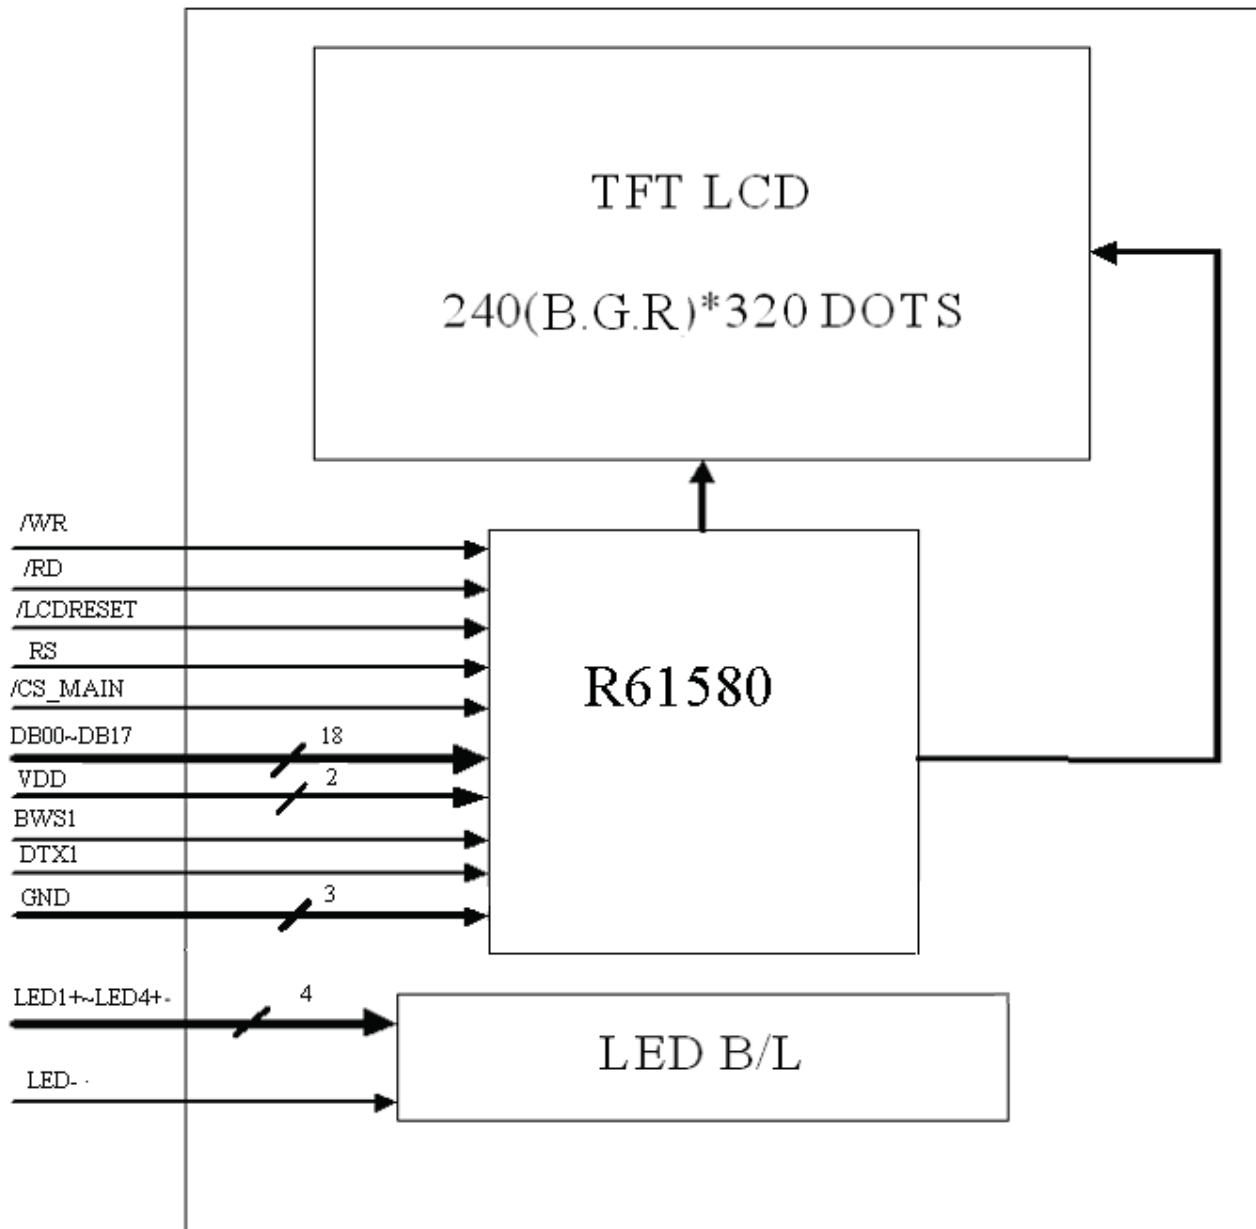 TFT LCD
240(B.G.R)*320 DOTS
/WR
/RD
/LCDRESET
RS
/CS_MAIN
R61580
DB00~DB17 18
VDD 2
BWS1
DTX1
GND 3
LED1+~LED4+- 4
LED B/L
LED-